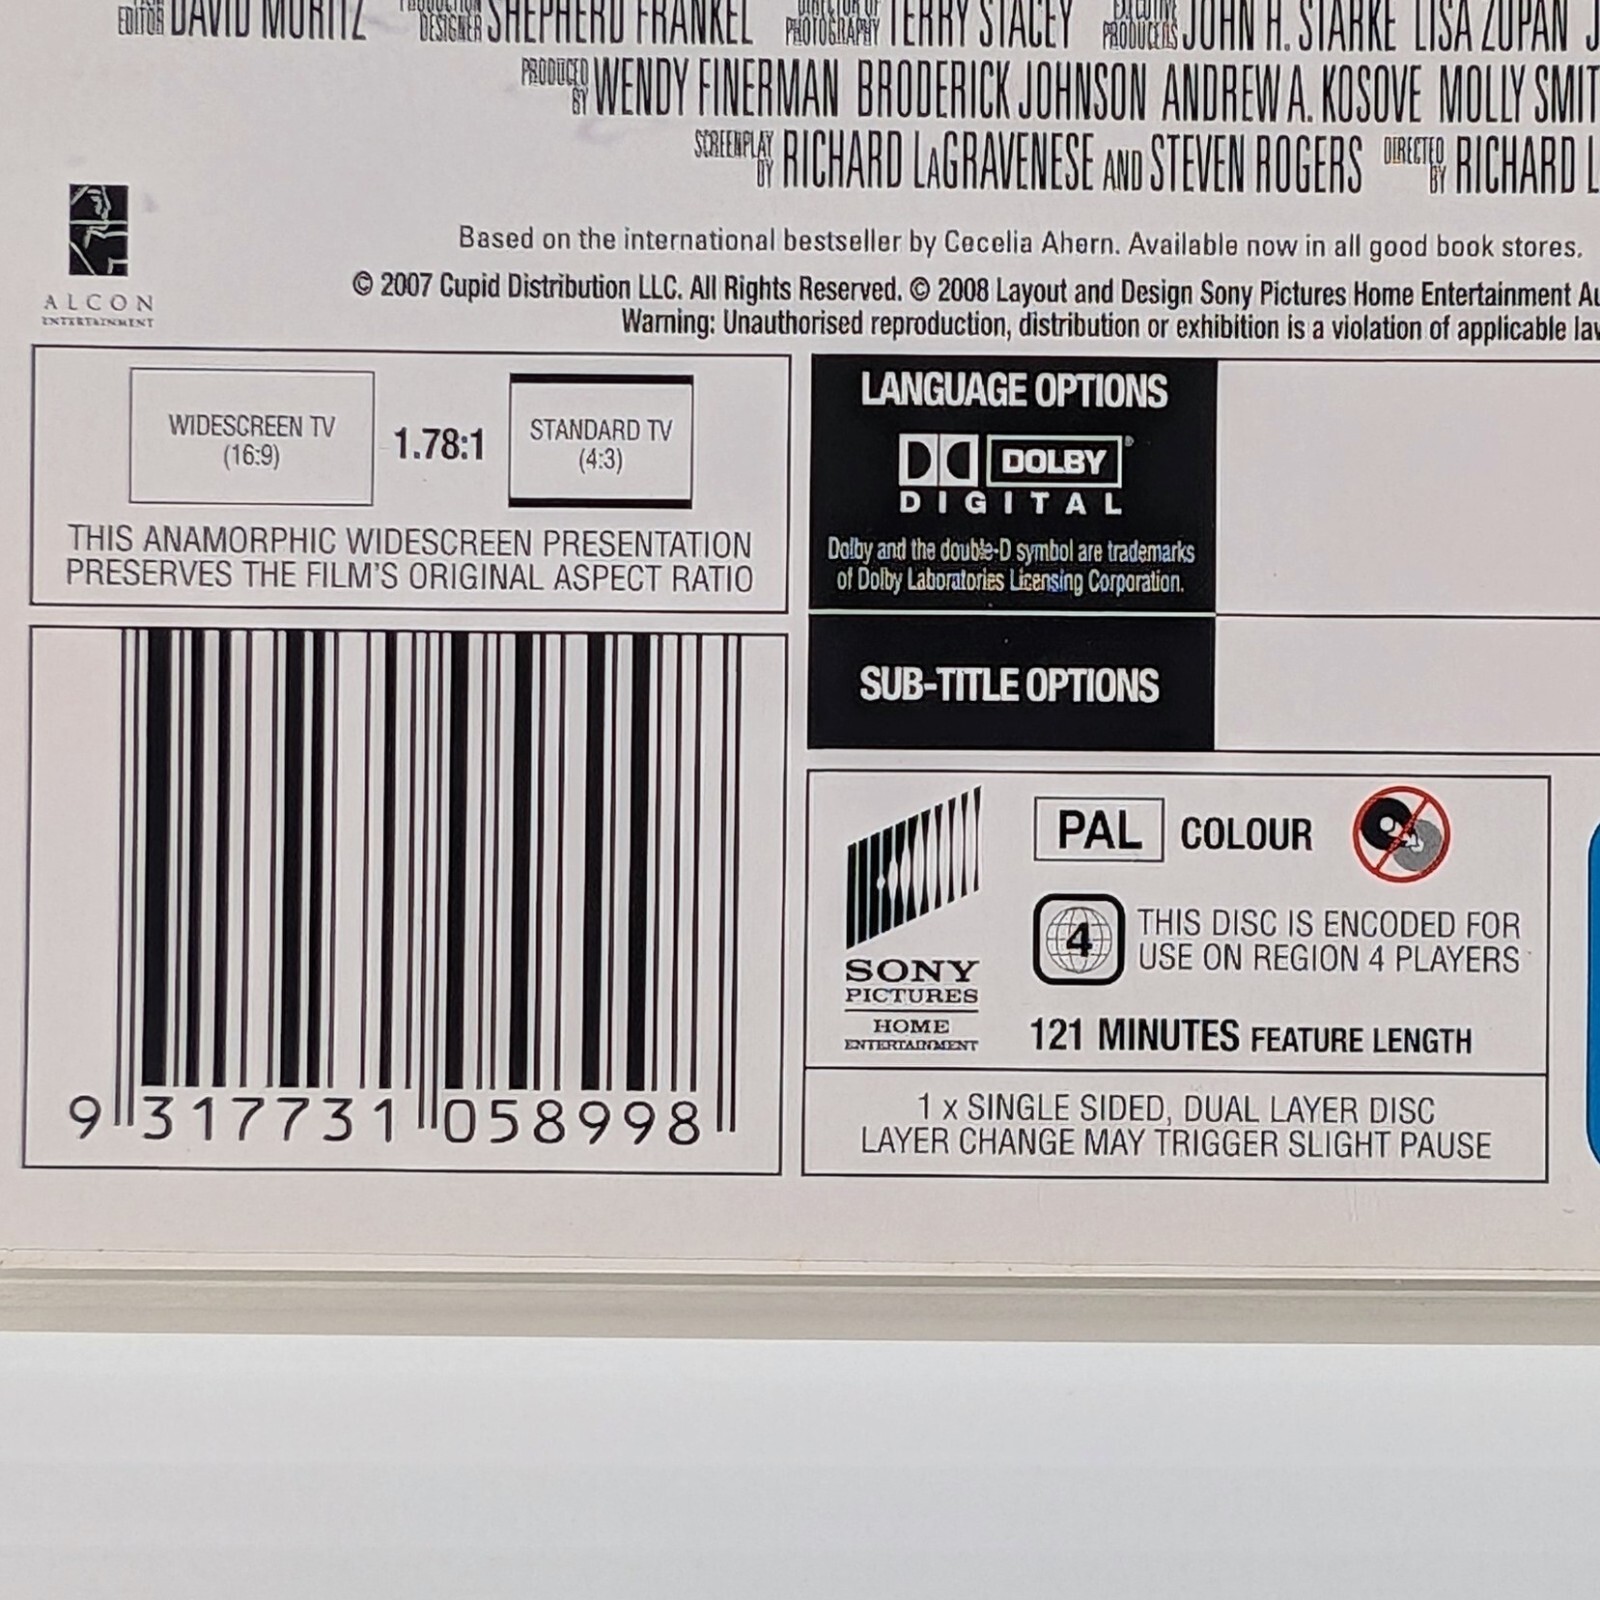 EDITOR DAVID MORITZ PRODUCTION DESIGNER SHEPHERD FRANKEL DIRECTOR OF PHOTOGRAPHY TERRY STACEY EXECUTIVE PRODUCERS JOHN H. STARKE LISA ZUPAN
PRODUCED BY WENDY FINERMAN BRODERICK JOHNSON ANDREW A. KOSOVE MOLLY SMIT
SCREENPLAY BY RICHARD LAGRAVENESE AND STEVEN ROGERS DIRECTED BY RICHARD L
Based on the international bestseller by Cecelia Ahern. Available now in all good book stores.
© 2007 Cupid Distribution LLC. All Rights Reserved. © 2008 Layout and Design Sony Pictures Home Entertainment Au
Warning: Unauthorised reproduction, distribution or exhibition is a violation of applicable law
ALCON
ENTERTAINMENT
WIDESCREEN TV
(16:9)
1.78:1
STANDARD TV
(4:3)
THIS ANAMORPHIC WIDESCREEN PRESENTATION
PRESERVES THE FILM'S ORIGINAL ASPECT RATIO
LANGUAGE OPTIONS
DOLBY
DIGITAL
Dolby and the double-D symbol are trademarks
of Dolby Laboratories Licensing Corporation.
SUB-TITLE OPTIONS
9 317731 058998
SONY
PICTURES
HOME
ENTERTAINMENT
PAL COLOUR
4
THIS DISC IS ENCODED FOR
USE ON REGION 4 PLAYERS
121 MINUTES FEATURE LENGTH
1 x SINGLE SIDED, DUAL LAYER DISC
LAYER CHANGE MAY TRIGGER SLIGHT PAUSE